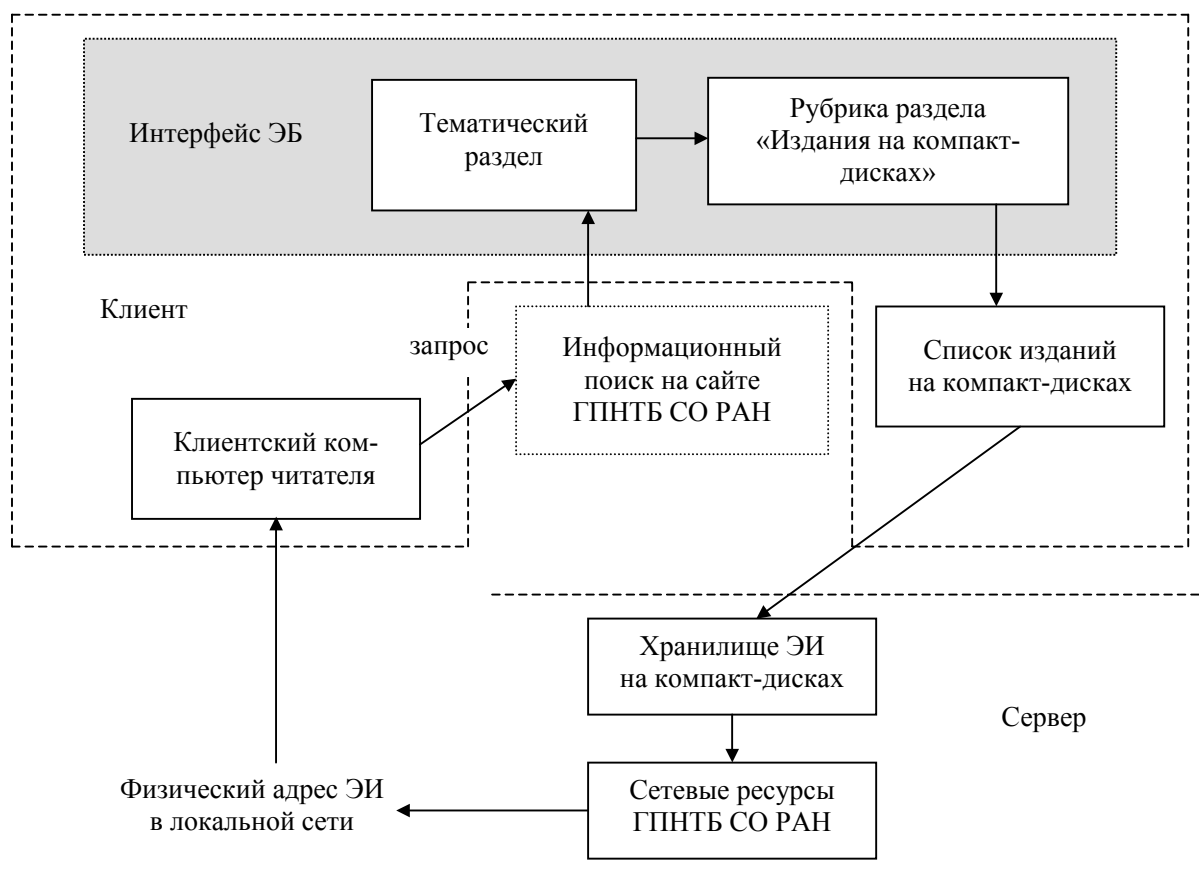 Интерфейс ЭБ
Тематический
раздел
Рубрика раздела
«Издания на компакт-
дисках»
Клиент
запрос
Информационный
поиск на сайте
ГПНТБ СО РАН
Список изданий
на компакт-дисках
Клиентский ком-
пьютер читателя
Хранилище ЭИ
на компакт-дисках
Сервер
Физический адрес ЭИ
в локальной сети
Сетевые ресурсы
ГПНТБ СО РАН